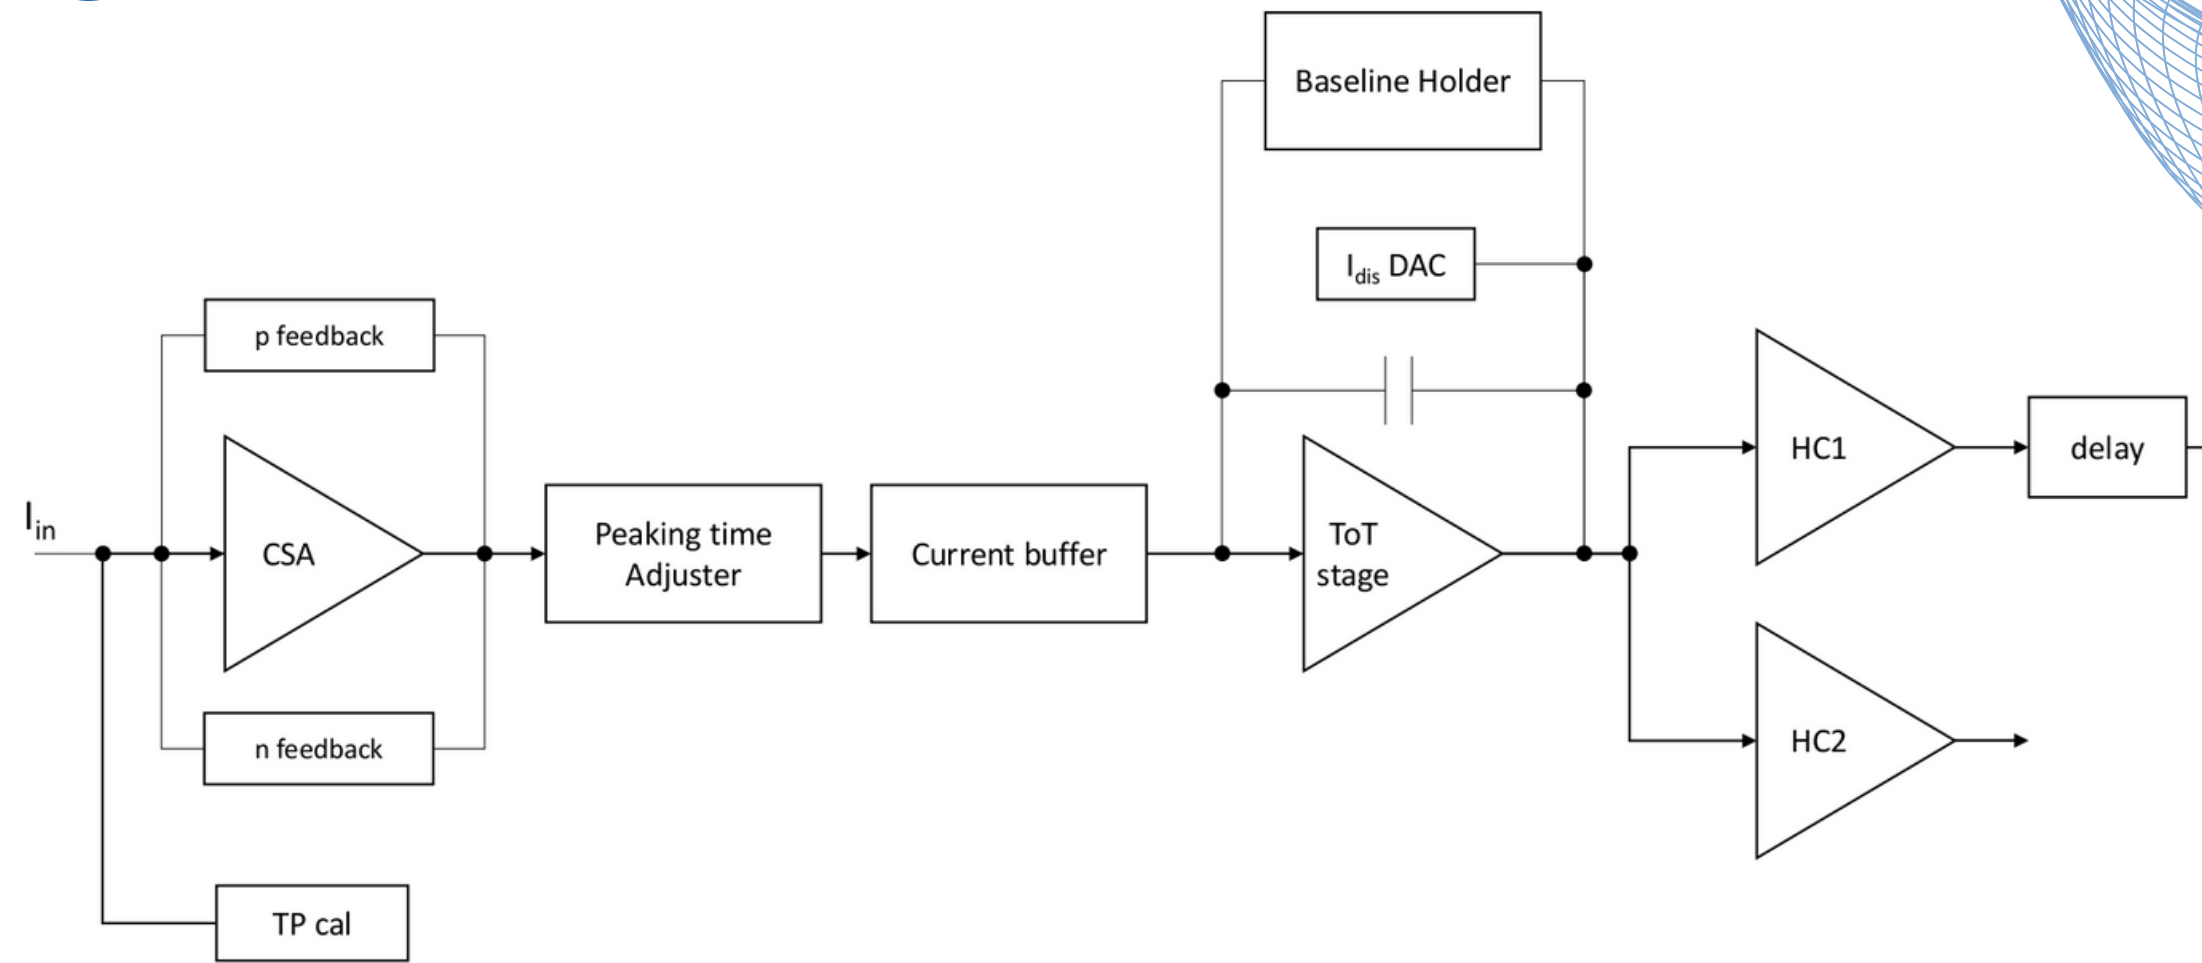 Baseline Holder
I_dis DAC
p feedback
HC1
delay
I_in
CSA
Peaking time
Adjuster
Current buffer
ToT
stage
n feedback
HC2
TP cal